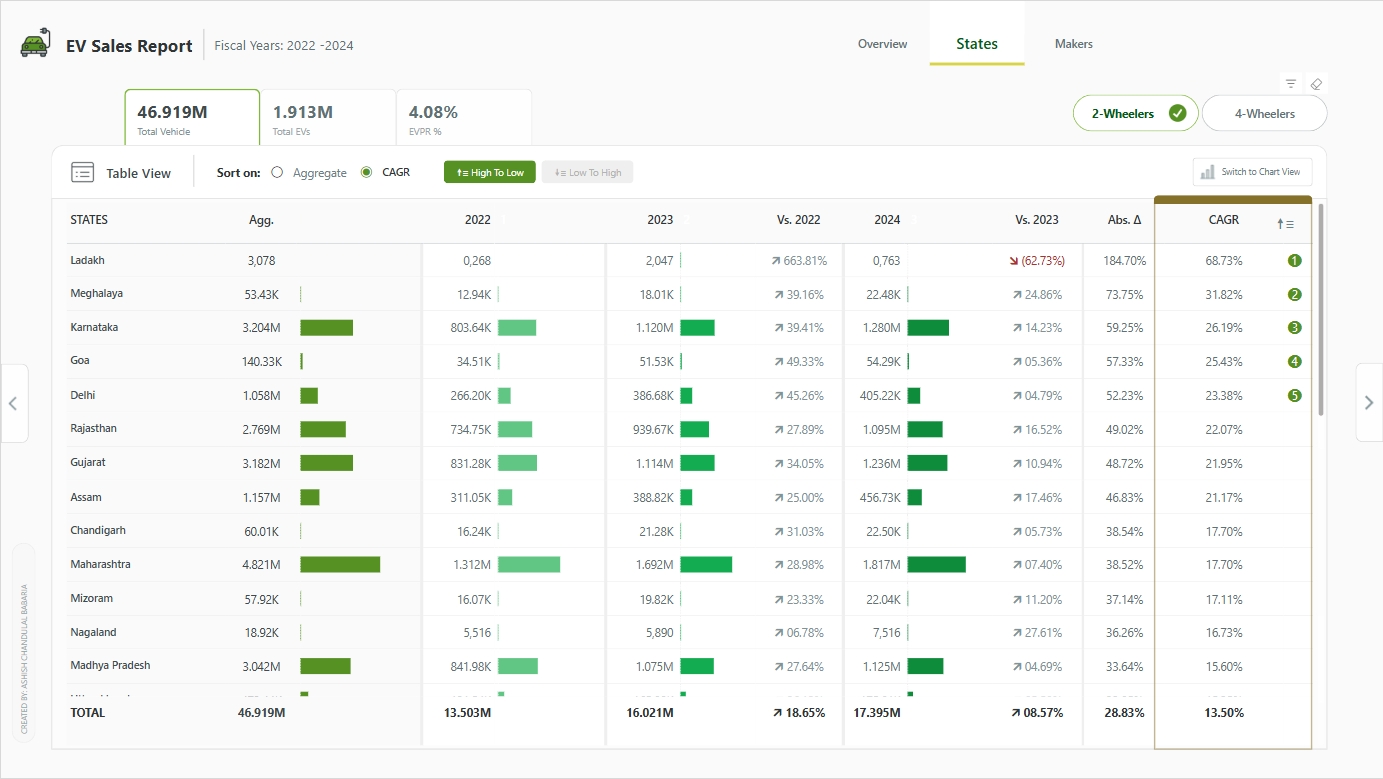 EV Sales Report
Fiscal Years: 2022 -2024
Overview
States
Makers
46.919M
Total Vehicle
1.913M
Total EVs
4.08%
EVPR %
2-Wheelers
4-Wheelers
Table View
Sort on:
Aggregate
CAGR
High To Low
Low To High
Switch to Chart View
STATES Agg. 2022 2023 Vs. 2022 2024 Vs. 2023 Abs. Δ CAGR
Ladakh 3,078 0,268 2,047 663.81% 0,763 (62.73%) 184.70% 68.73% 1
Meghalaya 53.43K 12.94K 18.01K 39.16% 22.48K 24.86% 73.75% 31.82% 2
Karnataka 3.204M 803.64K 1.120M 39.41% 1.280M 14.23% 59.25% 26.19% 3
Goa 140.33K 34.51K 51.53K 49.33% 54.29K 05.36% 57.33% 25.43% 4
Delhi 1.058M 266.20K 386.68K 45.26% 405.22K 04.79% 52.23% 23.38% 5
Rajasthan 2.769M 734.75K 939.67K 27.89% 1.095M 16.52% 49.02% 22.07%
Gujarat 3.182M 831.28K 1.114M 34.05% 1.236M 10.94% 48.72% 21.95%
Assam 1.157M 311.05K 388.82K 25.00% 456.73K 17.46% 46.83% 21.17%
Chandigarh 60.01K 16.24K 21.28K 31.03% 22.50K 05.73% 38.54% 17.70%
Maharashtra 4.821M 1.312M 1.692M 28.98% 1.817M 07.40% 38.52% 17.70%
Mizoram 57.92K 16.07K 19.82K 23.33% 22.04K 11.20% 37.14% 17.11%
Nagaland 18.92K 5,516 5,890 06.78% 7,516 27.61% 36.26% 16.73%
Madhya Pradesh 3.042M 841.98K 1.075M 27.64% 1.125M 04.69% 33.64% 15.60%
TOTAL 46.919M 13.503M 16.021M 18.65% 17.395M 08.57% 28.83% 13.50%
CREATED BY: ASHISH CHANDULAL BABARIA